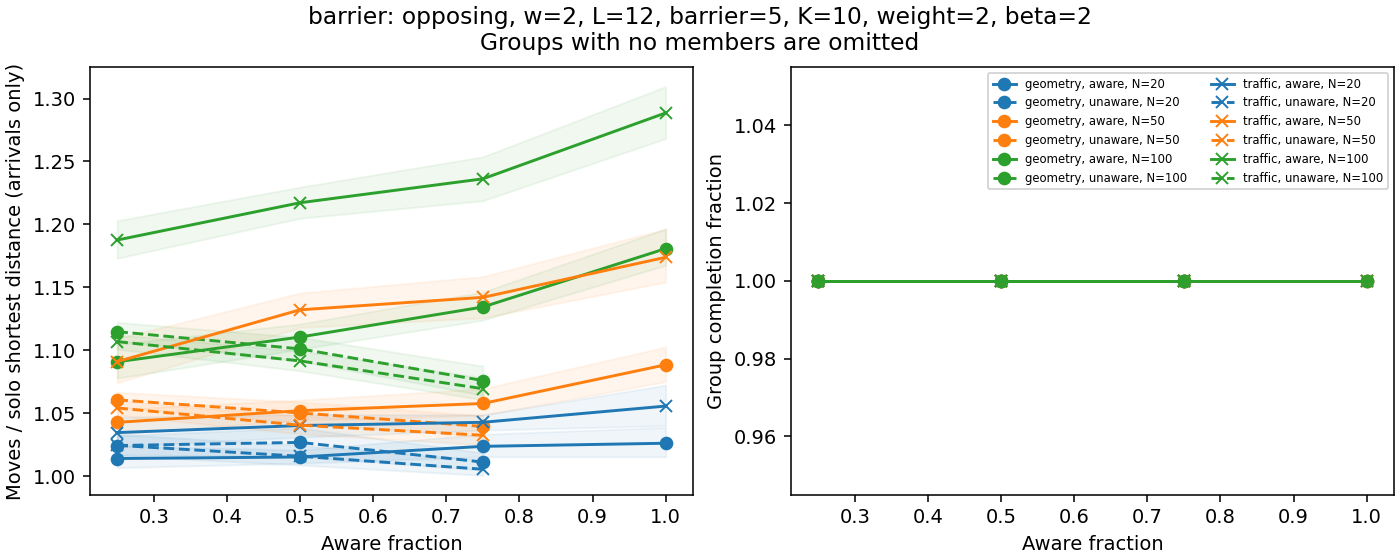 barrier: opposing, w=2, L=12, barrier=5, K=10, weight=2, beta=2
Groups with no members are omitted
Moves / solo shortest distance (arrivals only)
1.30
1.25
1.20
1.15
1.10
1.05
1.00
0.3 0.4 0.5 0.6 0.7 0.8 0.9 1.0
Aware fraction
Group completion fraction
1.04
1.02
1.00
0.98
0.96
geometry, aware, N=20
geometry, unaware, N=20
geometry, aware, N=50
geometry, unaware, N=50
geometry, aware, N=100
geometry, unaware, N=100
traffic, aware, N=20
traffic, unaware, N=20
traffic, aware, N=50
traffic, unaware, N=50
traffic, aware, N=100
traffic, unaware, N=100
0.3 0.4 0.5 0.6 0.7 0.8 0.9 1.0
Aware fraction